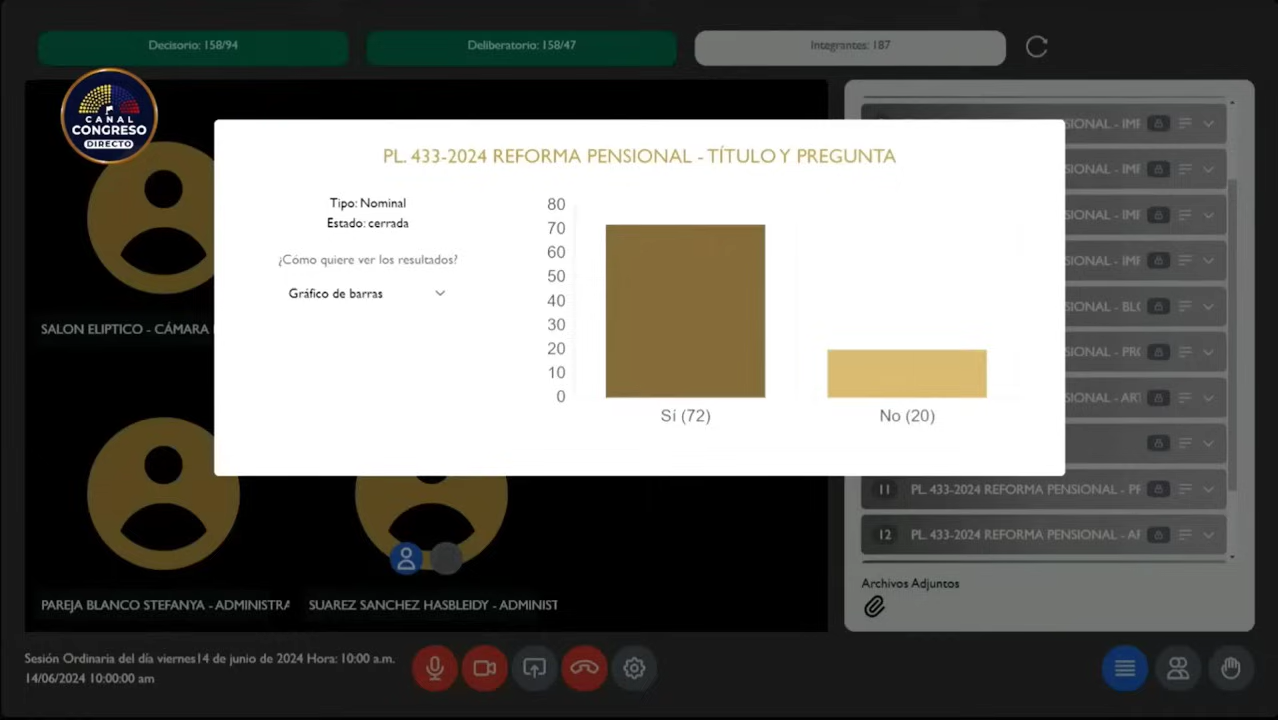 Decisorio: 158/94
Deliberatorio: 158/47
Integrantes: 187
CANAL
CONGRESO
DIRECTO
PL. 433-2024 REFORMA PENSIONAL - TÍTULO Y PREGUNTA
Tipo: Nominal
Estado: cerrada
¿Cómo quiere ver los resultados?
Gráfico de barras
80
70
60
50
40
30
20
10
0
Sí (72)
No (20)
SIONAL - IMF
SIONAL - IMF
SIONAL - IMF
SIONAL - IMF
SIONAL - BLO
SIONAL - PRO
SIONAL - ART
11 PL. 433-2024 REFORMA PENSIONAL - PF
12 PL. 433-2024 REFORMA PENSIONAL - AF
Archivos Adjuntos
SALON ELIPTICO - CÁMARA
PAREJA BLANCO STEFANYA - ADMINISTRA
SUAREZ SANCHEZ HASBLEIDY - ADMINIST
Sesión Ordinaria del día viernes14 de junio de 2024 Hora: 10:00 a.m.
14/06/2024 10:00:00 am